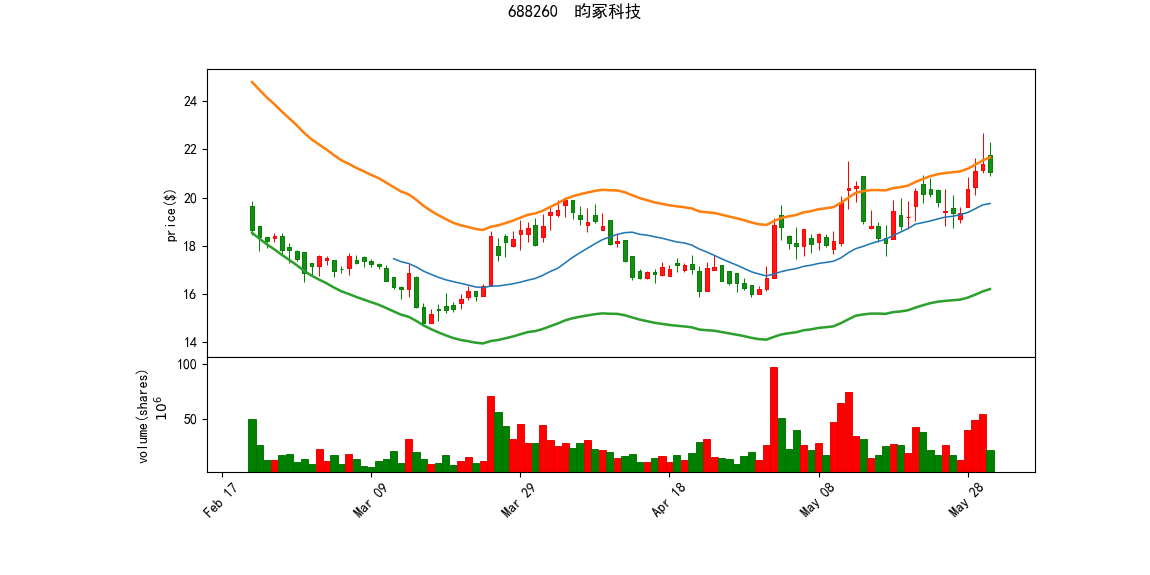 688260 昀冢科技
price($)
24
22
20
18
16
14
volume(shares)
10^6
100
50
Feb 17
Mar 09
Mar 29
Apr 18
May 08
May 28